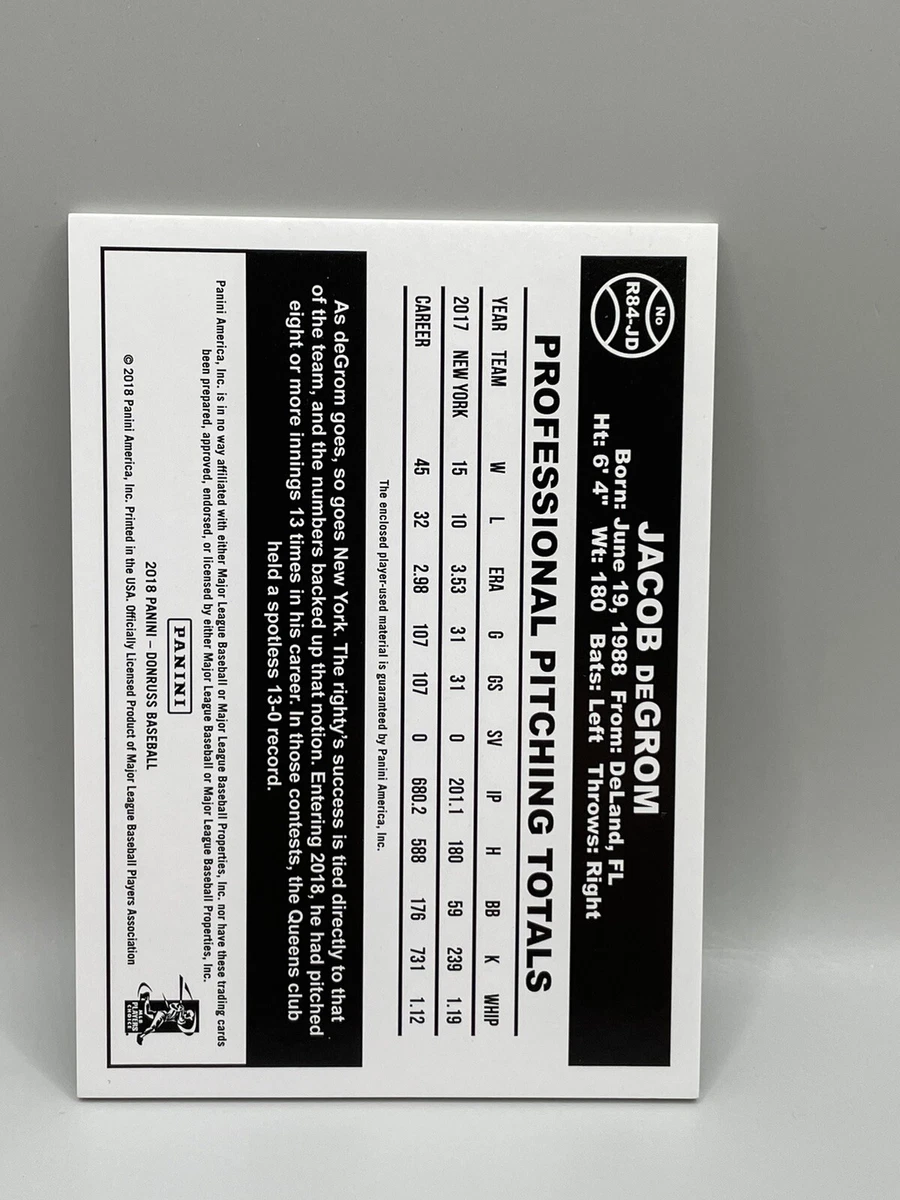 No
R84-JD
JACOB DEGROM
Born: June 19, 1988 From: DeLand, FL
Ht: 6' 4" Wt: 180 Bats: Left Throws: Right
PROFESSIONAL PITCHING TOTALS
YEAR TEAM W L ERA G GS SV IP H BB K WHIP
2017 NEW YORK 15 10 3.53 31 31 0 201.1 180 59 239 1.19
CAREER 45 32 2.98 107 107 0 680.2 588 176 731 1.12
The enclosed player-used material is guaranteed by Panini America, Inc.
As deGrom goes, so goes New York. The righty's success is tied directly to that
of the team, and the numbers backed up that notion. Entering 2018, he had pitched
eight or more innings 13 times in his career. In those contests, the Queens club
held a spotless 13-0 record.
Panini America, Inc. is in no way affiliated with either Major League Baseball or Major League Baseball Properties, Inc. nor have these trading cards
been prepared, approved, endorsed, or licensed by either Major League Baseball or Major League Baseball Properties, Inc.
PANINI
2018 PANINI – DONRUSS BASEBALL
© 2018 Panini America, Inc. Printed in the USA. Officially Licensed Product of Major League Baseball Players Association
MLB
PLAYERS
CHOICE